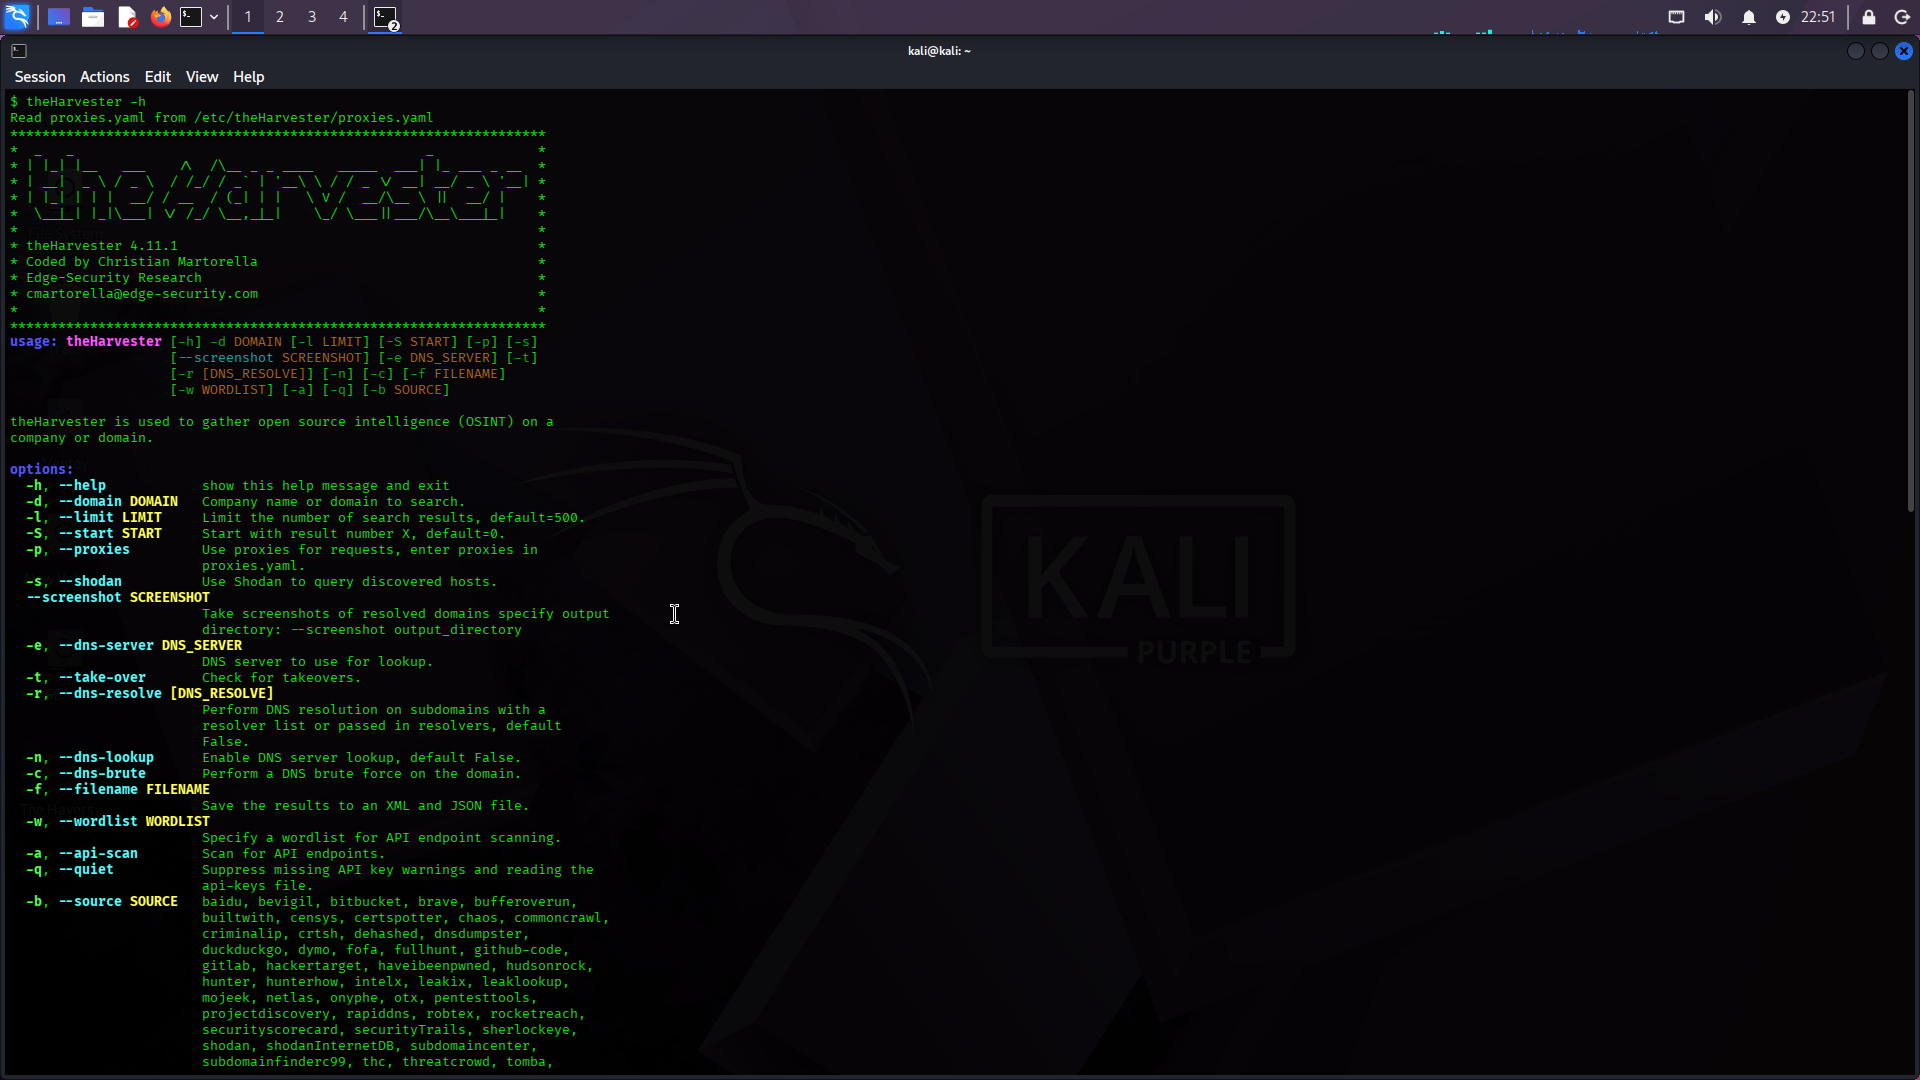 1 2 3 4 2 22:51
kali@kali: ~
Session Actions Edit View Help
$ theHarvester -h
Read proxies.yaml from /etc/theHarvester/proxies.yaml
*******************************************************************
* theHarvester 4.11.1 *
* Coded by Christian Martorella *
* Edge-Security Research *
* cmartorella@edge-security.com *
* *
*******************************************************************
usage: theHarvester [-h] -d DOMAIN [-l LIMIT] [-S START] [-p] [-s]
[--screenshot SCREENSHOT] [-e DNS_SERVER] [-t]
[-r [DNS_RESOLVE]] [-n] [-c] [-f FILENAME]
[-w WORDLIST] [-a] [-q] [-b SOURCE]
theHarvester is used to gather open source intelligence (OSINT) on a
company or domain.
options:
-h, --help show this help message and exit
-d, --domain DOMAIN Company name or domain to search.
-l, --limit LIMIT Limit the number of search results, default=500.
-S, --start START Start with result number X, default=0.
-p, --proxies Use proxies for requests, enter proxies in
proxies.yaml.
-s, --shodan Use Shodan to query discovered hosts.
--screenshot SCREENSHOT
Take screenshots of resolved domains specify output
directory: --screenshot output_directory
-e, --dns-server DNS_SERVER
DNS server to use for lookup.
-t, --take-over Check for takeovers.
-r, --dns-resolve [DNS_RESOLVE]
Perform DNS resolution on subdomains with a
resolver list or passed in resolvers, default
False.
-n, --dns-lookup Enable DNS server lookup, default False.
-c, --dns-brute Perform a DNS brute force on the domain.
-f, --filename FILENAME
Save the results to an XML and JSON file.
-w, --wordlist WORDLIST
Specify a wordlist for API endpoint scanning.
-a, --api-scan Scan for API endpoints.
-q, --quiet Suppress missing API key warnings and reading the
api-keys file.
-b, --source SOURCE baidu, bevigil, bitbucket, brave, bufferoverun,
builtwith, censys, certspotter, chaos, commoncrawl,
criminalip, crtsh, dehashed, dnsdumpster,
duckduckgo, dymo, fofa, fullhunt, github-code,
gitlab, hackertarget, haveibeenpwned, hudsonrock,
hunter, hunterhow, intelx, leakix, leaklookup,
mojeek, netlas, onyphe, otx, pentesttools,
projectdiscovery, rapiddns, robtex, rocketreach,
securityscorecard, securityTrails, sherlockeye,
shodan, shodanInternetDB, subdomaincenter,
subdomainfinderc99, thc, threatcrowd, tomba,
KALI
PURPLE